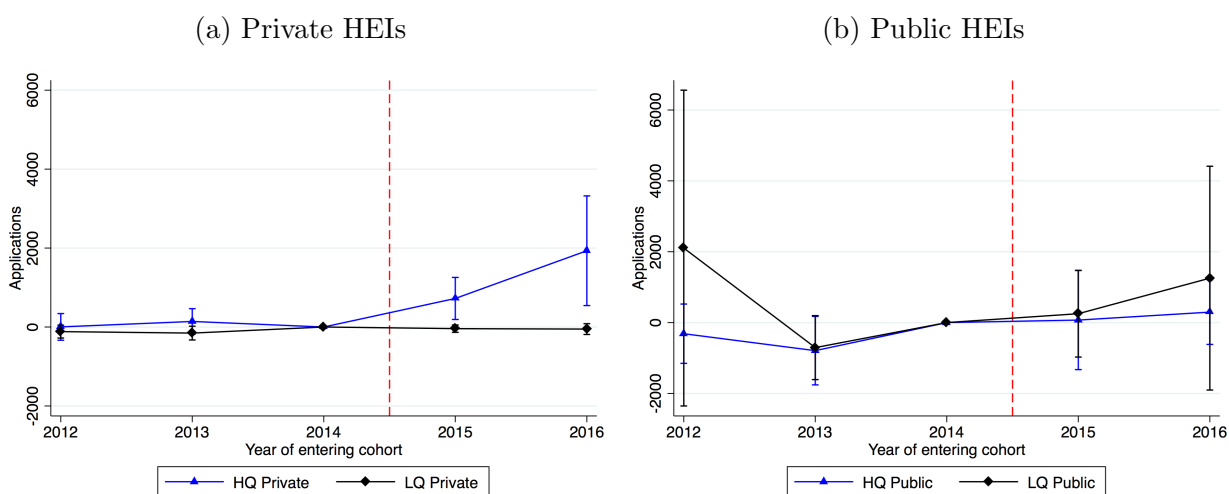 (a) Private HEIs
Applications
6000
4000
2000
0
-2000
2012 2013 2014 2015 2016
Year of entering cohort
HQ Private LQ Private
(b) Public HEIs
Applications
6000
4000
2000
0
-2000
2012 2013 2014 2015 2016
Year of entering cohort
HQ Public LQ Public